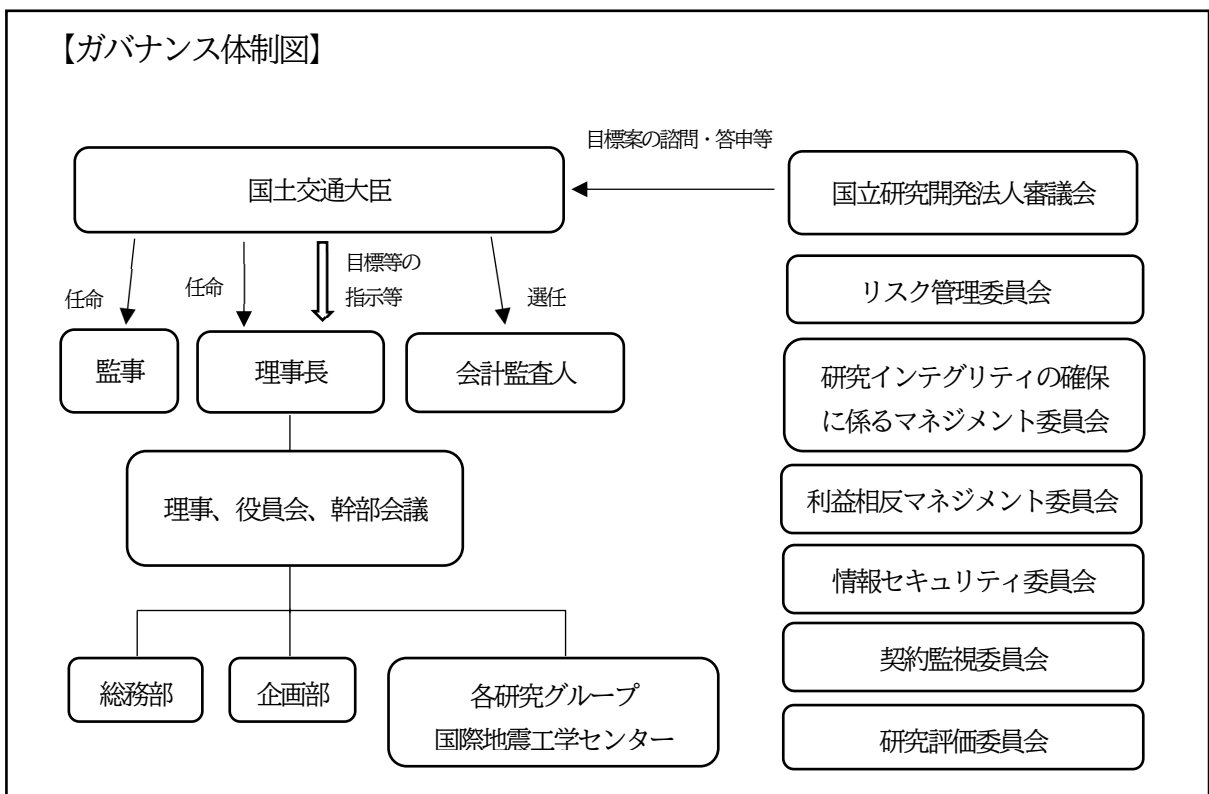 【ガバナンス体制図】
目標案の諮問・答申等
国土交通大臣
国立研究開発法人審議会
任命
任命
目標等の
指示等
選任
リスク管理委員会
監事
理事長
会計監査人
研究インテグリティの確保
に係るマネジメント委員会
理事、役員会、幹部会議
利益相反マネジメント委員会
情報セキュリティ委員会
契約監視委員会
総務部
企画部
各研究グループ
国際地震工学センター
研究評価委員会